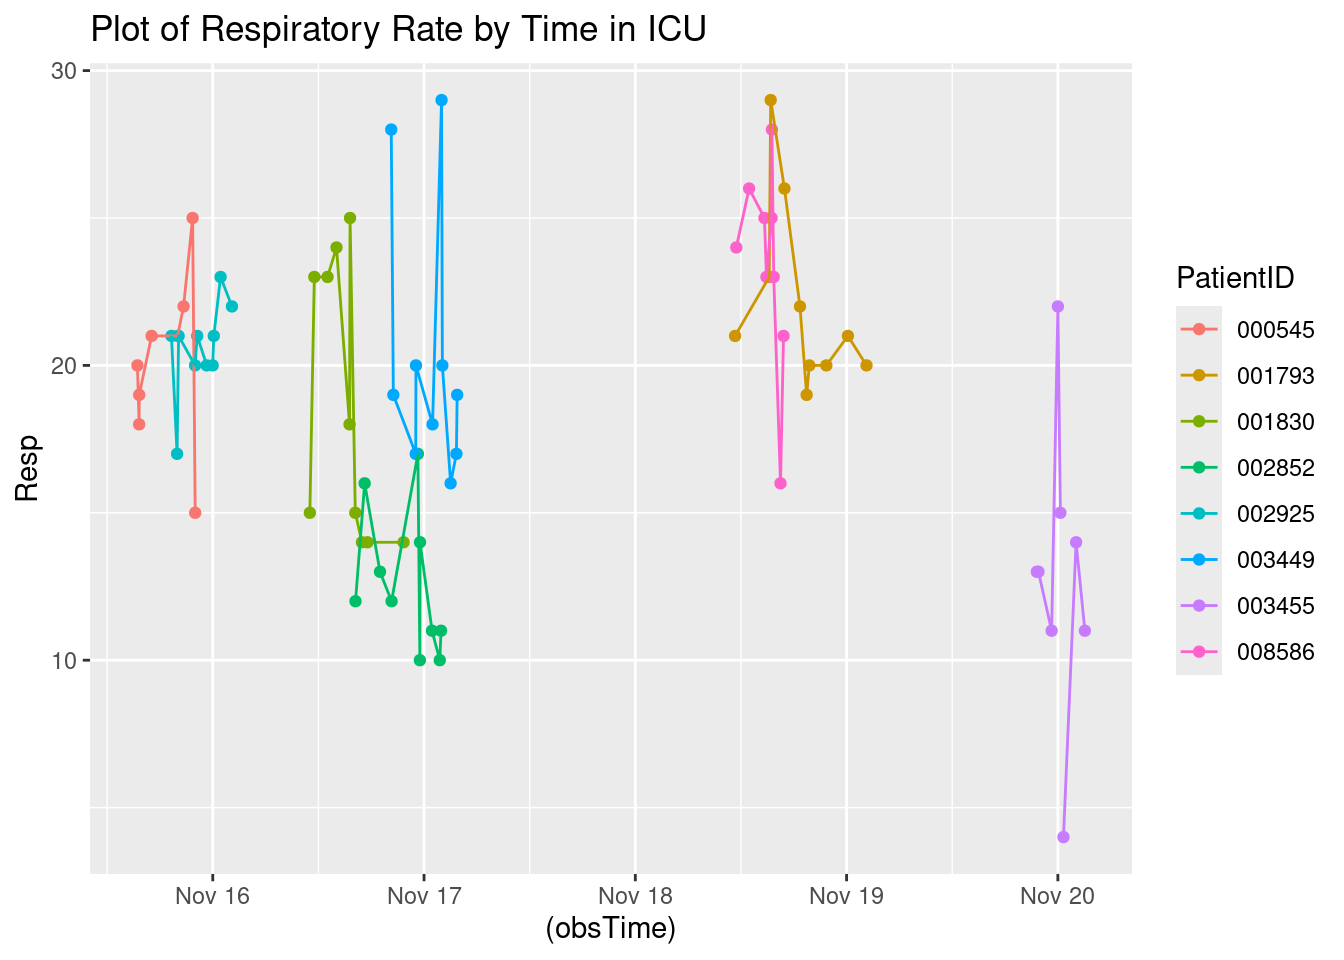 Plot of Respiratory Rate by Time in ICU
30
20
10
Resp
Nov 16
Nov 17
Nov 18
Nov 19
Nov 20
(obsTime)
PatientID
000545
001793
001830
002852
002925
003449
003455
008586